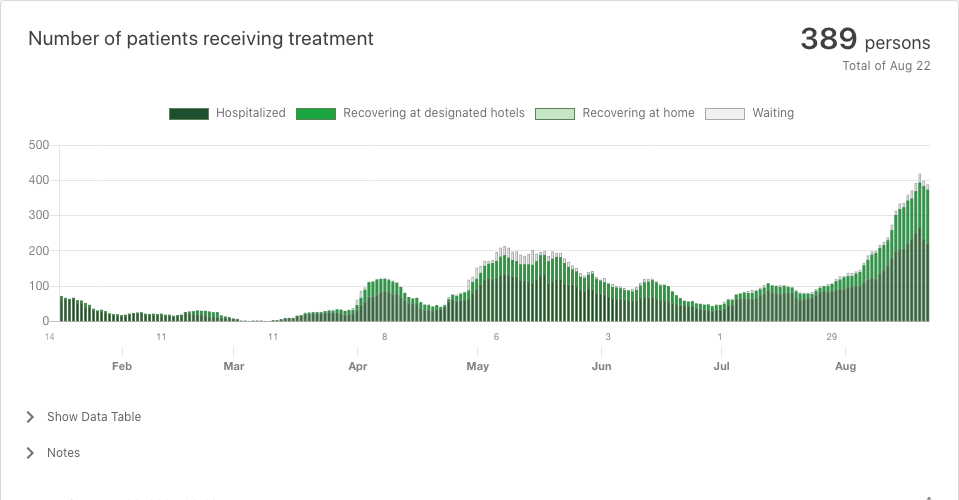 Number of patients receiving treatment
389 persons
Total of Aug 22
Hospitalized Recovering at designated hotels Recovering at home Waiting
500
400
300
200
100
0
14 11 11 8 6 3 1 29
Feb Mar Apr May Jun Jul Aug
Show Data Table
Notes